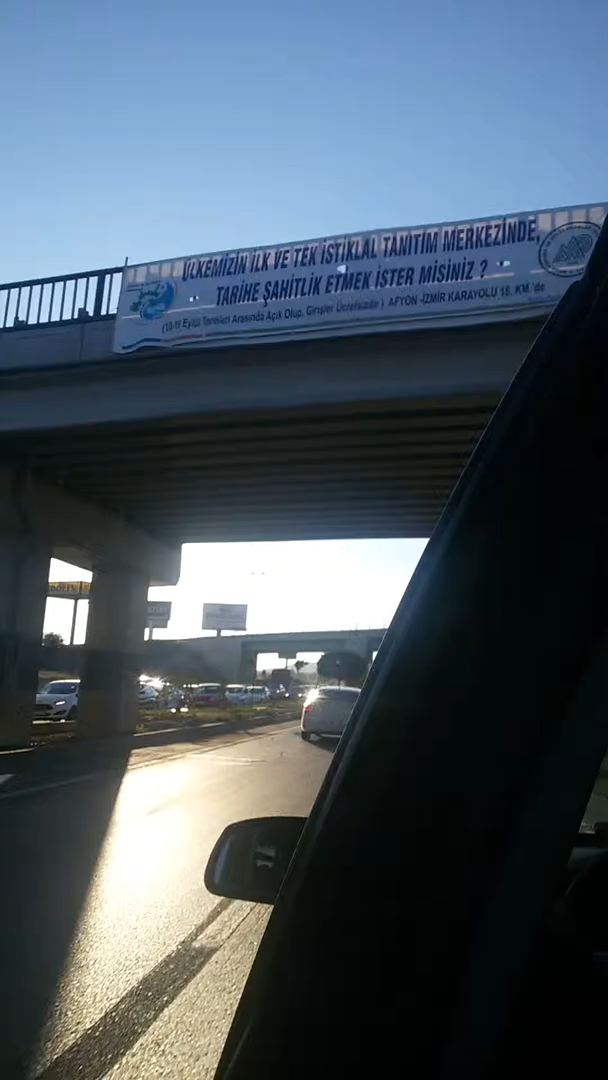 ÜLKEMİZİN İLK VE TEK İSTİKLAL TANITIM MERKEZİNDE,
TARİHE ŞAHİTLİK ETMEK İSTER MİSİNİZ ?
(10-16 Eylül Tarihleri Arasında Açık Olup, Girişler Ücretsizdir ) AFYON -İZMİR KARAYOLU 18. KM 'de